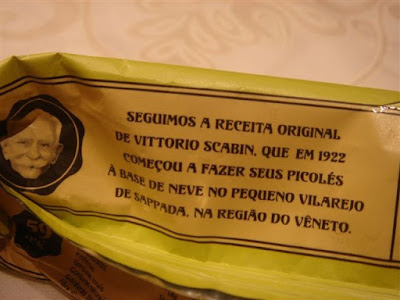 SEGUIMOS A RECEITA ORIGINAL
DE VITTORIO SCABIN, QUE EM 1922
COMEÇOU A FAZER SEUS PICOLÉS
À BASE DE NEVE NO PEQUENO VILAREJO
DE SAPPADA, NA REGIÃO DO VÊNETO.
59